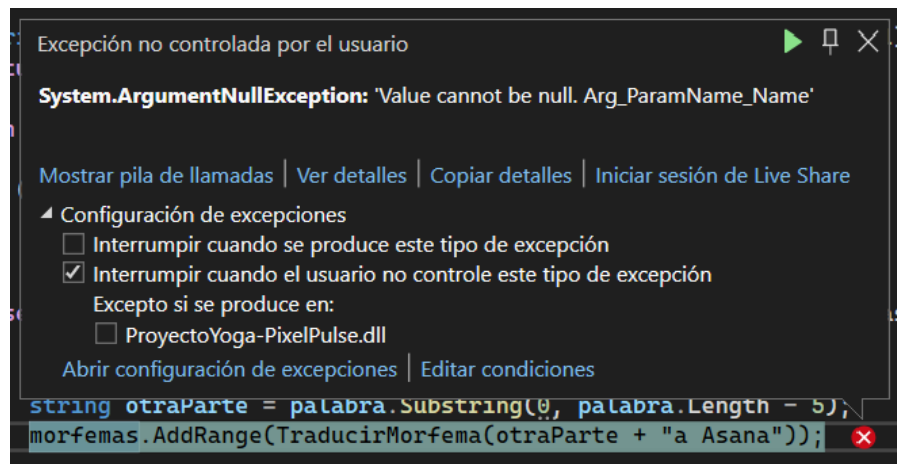 Excepción no controlada por el usuario
System.ArgumentNullException: 'Value cannot be null. Arg_ParamName_Name'
Mostrar pila de llamadas | Ver detalles | Copiar detalles | Iniciar sesión de Live Share
Configuración de excepciones
Interrumpir cuando se produce este tipo de excepción
Interrumpir cuando el usuario no controle este tipo de excepción
Excepto si se produce en:
ProyectoYoga-PixelPulse.dll
Abrir configuración de excepciones | Editar condiciones
string otraParte = palabra.Substring(0, palabra.Length - 5);
morfemas.AddRange(TraducirMorfema(otraParte + "a Asana"));